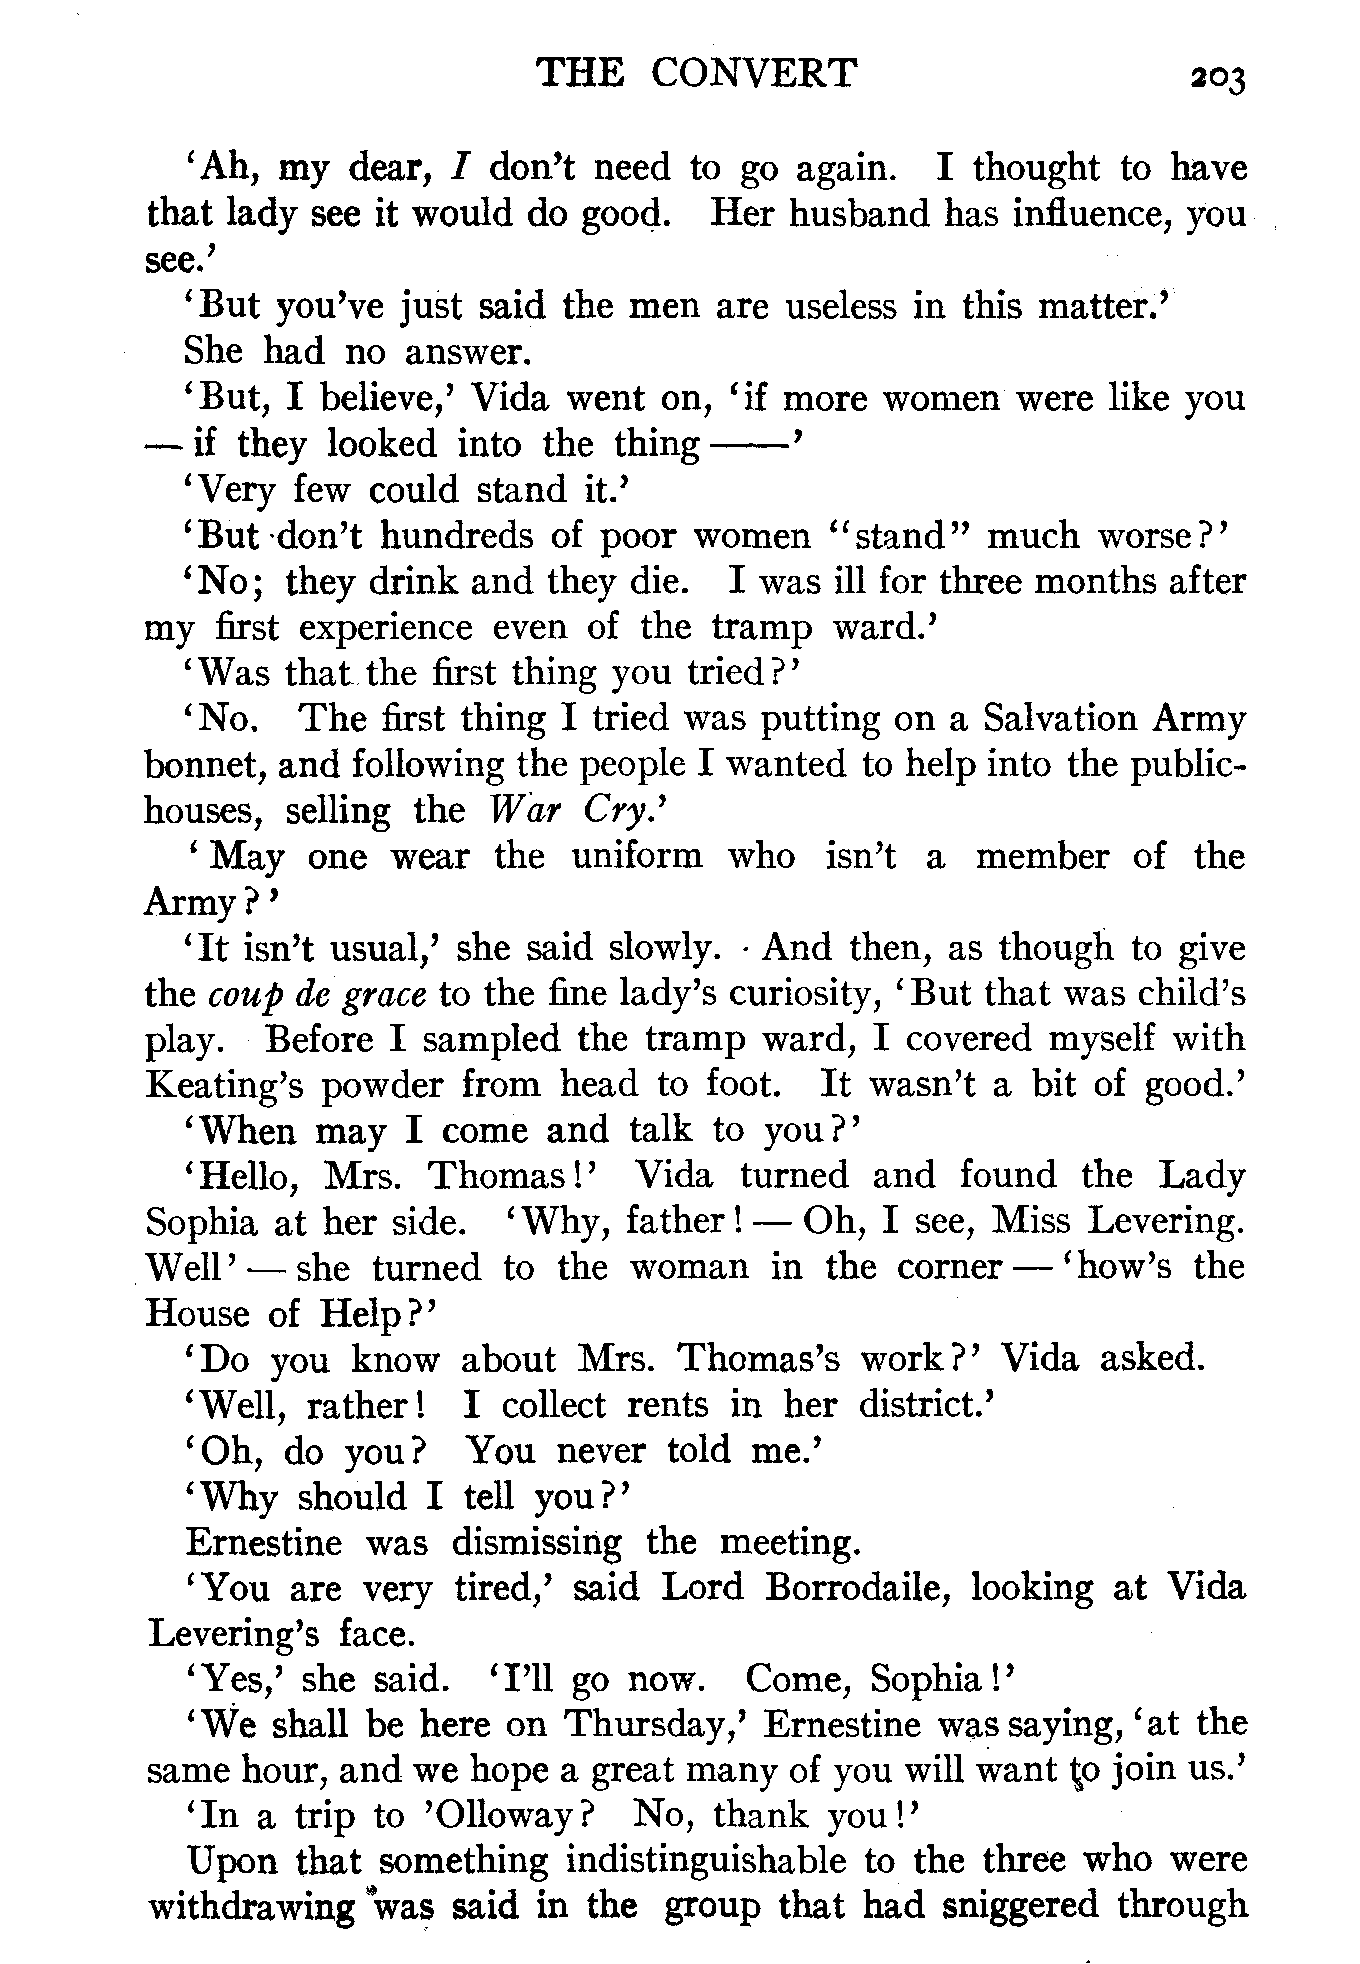 THE CONVERT 203
‘Ah, my dear, I don’t need to go again. I thought to have
that lady see it would do good. Her husband has influence, you
see.’
‘But you’ve just said the men are useless in this matter.’
She had no answer.
‘But, I believe,’ Vida went on, ‘if more women were like you
— if they looked into the thing ——’
‘Very few could stand it.’
‘But don’t hundreds of poor women “stand” much worse?’
‘No; they drink and they die. I was ill for three months after
my first experience even of the tramp ward.’
‘Was that the first thing you tried?’
‘No. The first thing I tried was putting on a Salvation Army
bonnet, and following the people I wanted to help into the public-
houses, selling the War Cry.’
‘May one wear the uniform who isn’t a member of the
Army?’
‘It isn’t usual,’ she said slowly. And then, as though to give
the coup de grace to the fine lady’s curiosity, ‘But that was child’s
play. Before I sampled the tramp ward, I covered myself with
Keating’s powder from head to foot. It wasn’t a bit of good.’
‘When may I come and talk to you?’
‘Hello, Mrs. Thomas!’ Vida turned and found the Lady
Sophia at her side. ‘Why, father! — Oh, I see, Miss Levering.
Well’ — she turned to the woman in the corner — ‘how’s the
House of Help?’
‘Do you know about Mrs. Thomas’s work?’ Vida asked.
‘Well, rather! I collect rents in her district.’
‘Oh, do you? You never told me.’
‘Why should I tell you?’
Ernestine was dismissing the meeting.
‘You are very tired,’ said Lord Borrodaile, looking at Vida
Levering’s face.
‘Yes,’ she said. ‘I’ll go now. Come, Sophia!’
‘We shall be here on Thursday,’ Ernestine was saying, ‘at the
same hour, and we hope a great many of you will want to join us.’
‘In a trip to ’Olloway? No, thank you!’
Upon that something indistinguishable to the three who were
withdrawing was said in the group that had sniggered through